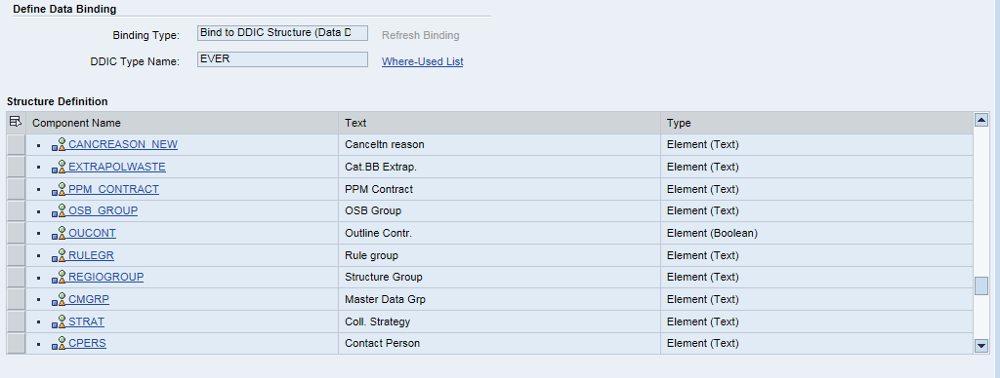 Define Data Binding
Binding Type: Bind to DDIC Structure (Data D Refresh Binding
DDIC Type Name: EVER Where-Used List
Structure Definition
Component Name Text Type
CANCREASON_NEW Canceltn reason Element (Text)
EXTRAPOLWASTE Cat.BB Extrap. Element (Text)
PPM_CONTRACT PPM Contract Element (Text)
OSB_GROUP OSB Group Element (Text)
OUCONT Outline Contr. Element (Boolean)
RULEGR Rule group Element (Text)
REGIOGROUP Structure Group Element (Text)
CMGRP Master Data Grp Element (Text)
STRAT Coll. Strategy Element (Text)
CPERS Contact Person Element (Text)